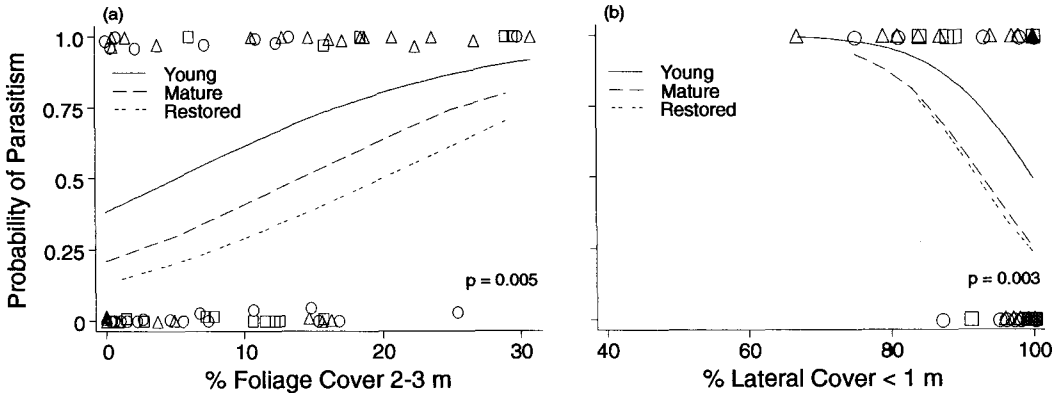 (a)
1.0
0.75
0.5
0.25
0
Probability of Parasitism
Young
Mature
Restored
p = 0.005
0
10
20
30
% Foliage Cover 2-3 m
(b)
Young
Mature
Restored
p = 0.003
40
60
80
100
% Lateral Cover < 1 m